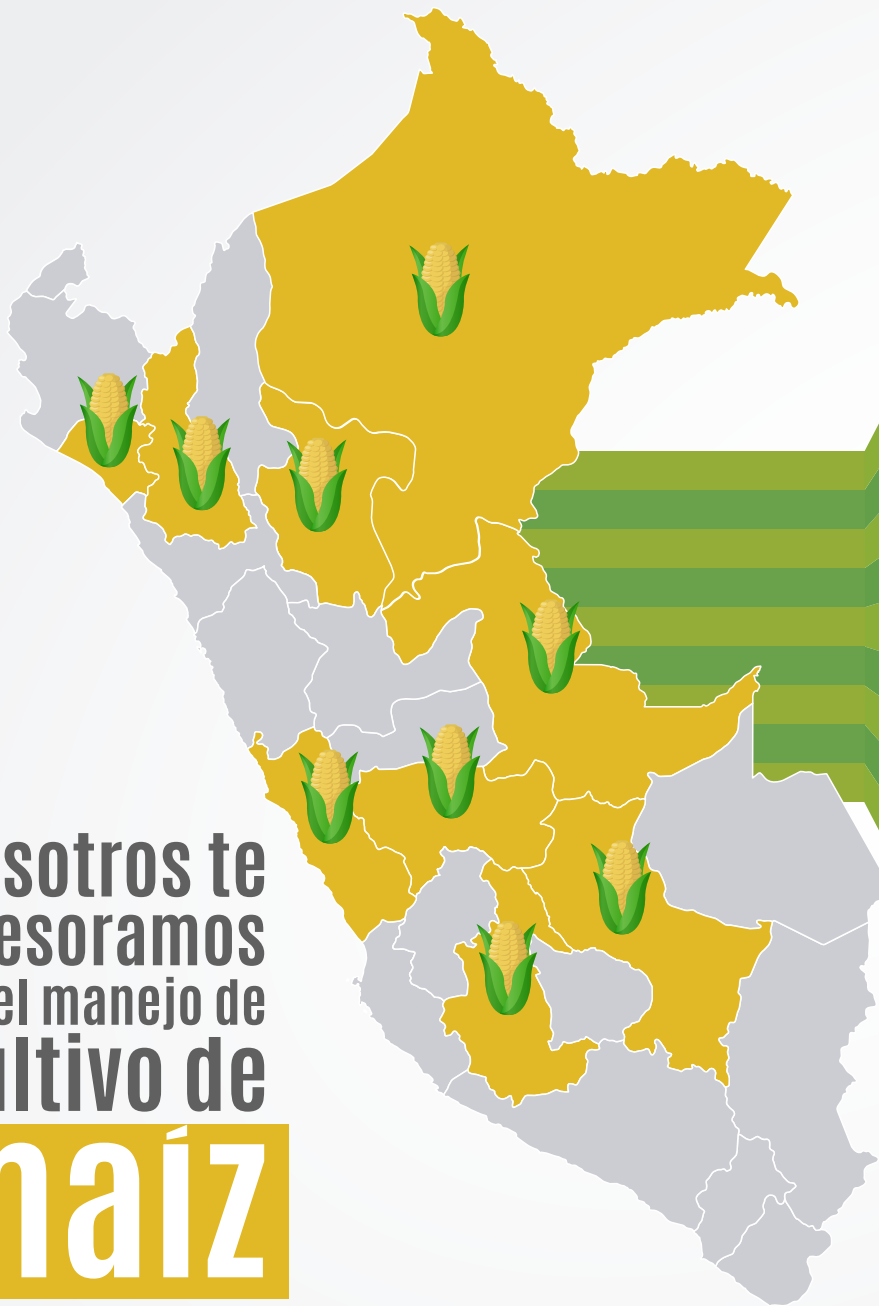 sotros te
esoramos
el manejo de
ultivo de
naíz